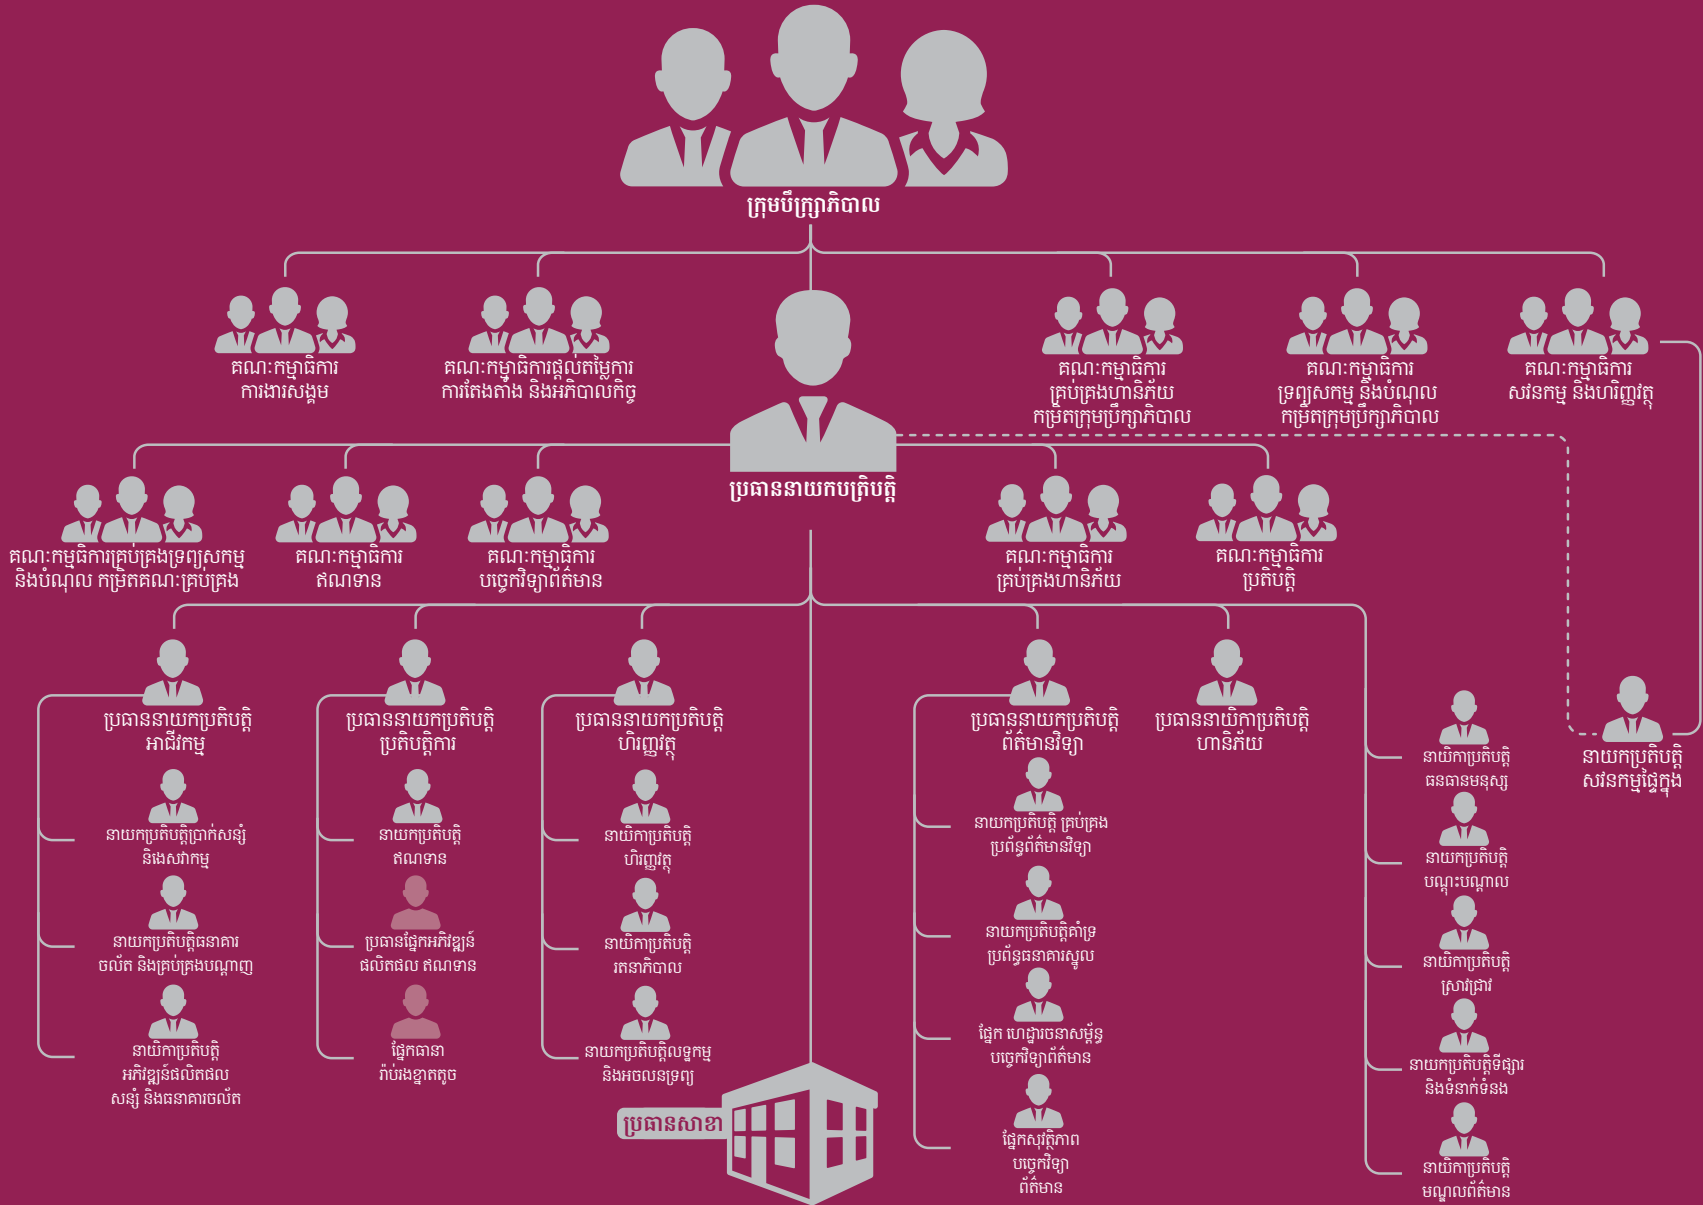 ក្រុមប្រឹក្សាភិបាល
គណៈកម្មាធិការ
ការងារសង្គម
គណៈកម្មាធិការផ្តល់តម្លៃការ
ការតែងតាំង និងអភិបាលកិច្ច
គណៈកម្មាធិការ
គ្រប់គ្រងហានិភ័យ
កម្រិតក្រុមប្រឹក្សាភិបាល
គណៈកម្មាធិការ
ទ្រព្យសកម្ម និងបំណុល
កម្រិតក្រុមប្រឹក្សាភិបាល
គណៈកម្មាធិការ
សវនកម្ម និងហរិញ្ញវត្ថុ
ប្រធាននាយកបត្រិបត្តិ
គណៈកម្មធិការគ្រប់គ្រងទ្រព្យសកម្ម
និងបំណុល កម្រិតគណៈគ្រប់គ្រង
គណៈកម្មាធិការ
ឥណទាន
គណៈកម្មាធិការ
បច្ចេកវិទ្យាព័ត៌មាន
គណៈកម្មាធិការ
គ្រប់គ្រងហានិភ័យ
គណៈកម្មាធិការ
ប្រតិបត្តិ
ប្រធាននាយកប្រតិបត្តិ
អាជីវកម្ម
នាយកប្រតិបត្តិប្រាក់សន្សំ
និងសេវាកម្ម
នាយកប្រតិបត្តិធនាគារ
ចល័ត និងគ្រប់គ្រងបណ្តាញ
នាយិកាប្រតិបត្តិ
អភិវឌ្ឍន៍ផលិតផល
សន្សំ និងធនាគារចល័ត
ប្រធាននាយកប្រតិបត្តិ
ប្រតិបត្តិការ
នាយកប្រតិបត្តិ
ឥណទាន
ប្រធានផ្នែកអភិវឌ្ឍន៍
ផលិតផល ឥណទាន
ផ្នែកធានា
រ៉ាប់រងខ្នាតតូច
ប្រធាននាយកប្រតិបត្តិ
ហិរញ្ញវត្ថុ
នាយិកាប្រតិបត្តិ
ហិរញ្ញវត្ថុ
នាយិកាប្រតិបត្តិ
រតនាភិបាល
នាយកប្រតិបត្តិលទ្ធកម្ម
និងអចលនទ្រព្យ
ប្រធានសាខា
ប្រធាននាយកប្រតិបត្តិ
ព័ត៌មានវិទ្យា
នាយកប្រតិបត្តិ គ្រប់គ្រង
ប្រព័ន្ធព័ត៌មានវិទ្យា
នាយកប្រតិបត្តិគាំទ្រ
ប្រព័ន្ធធនាគារស្នូល
ផ្នែក ហេដ្ឋារចនាសម្ព័ន្ធ
បច្ចេកវិទ្យាព័ត៌មាន
ផ្នែកសុវត្ថិភាព
បច្ចេកវិទ្យា
ព័ត៌មាន
ប្រធាននាយិកាប្រតិបត្តិ
ហានិភ័យ
នាយិកាប្រតិបត្តិ
ធនធានមនុស្ស
នាយកប្រតិបត្តិ
បណ្តុះបណ្តាល
នាយិកាប្រតិបត្តិ
ស្រាវជ្រាវ
នាយកប្រតិបត្តិទីផ្សារ
និងទំនាក់ទំនង
នាយិកាប្រតិបត្តិ
មណ្ឌលព័ត៌មាន
នាយកប្រតិបត្តិ
សវនកម្មផ្ទៃក្នុង